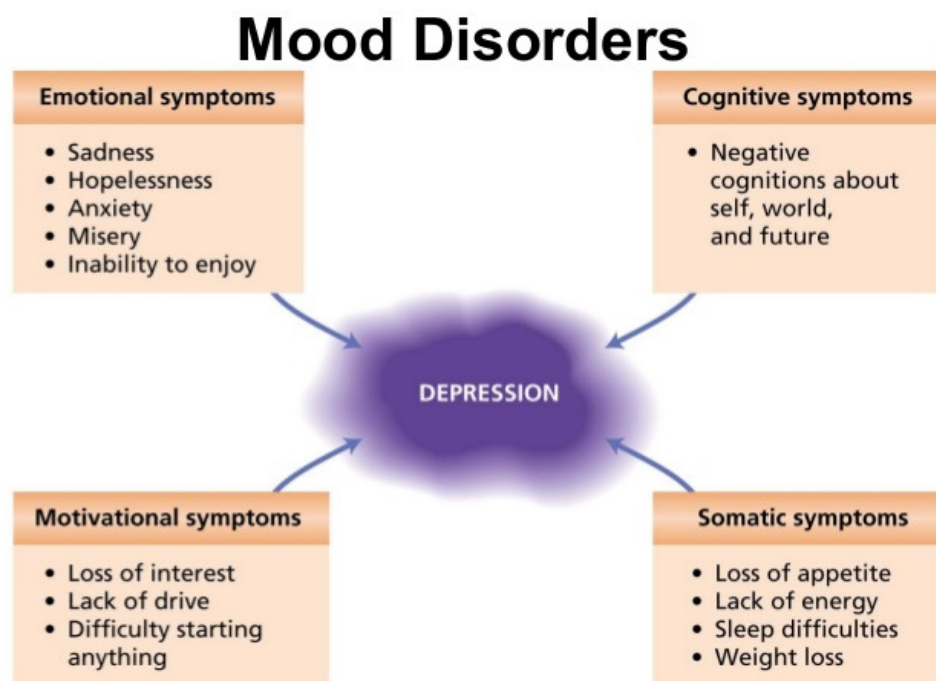 Mood Disorders
Emotional symptoms
• Sadness
• Hopelessness
• Anxiety
• Misery
• Inability to enjoy
Cognitive symptoms
• Negative
cognitions about
self, world,
and future
DEPRESSION
Motivational symptoms
• Loss of interest
• Lack of drive
• Difficulty starting
anything
Somatic symptoms
• Loss of appetite
• Lack of energy
• Sleep difficulties
• Weight loss